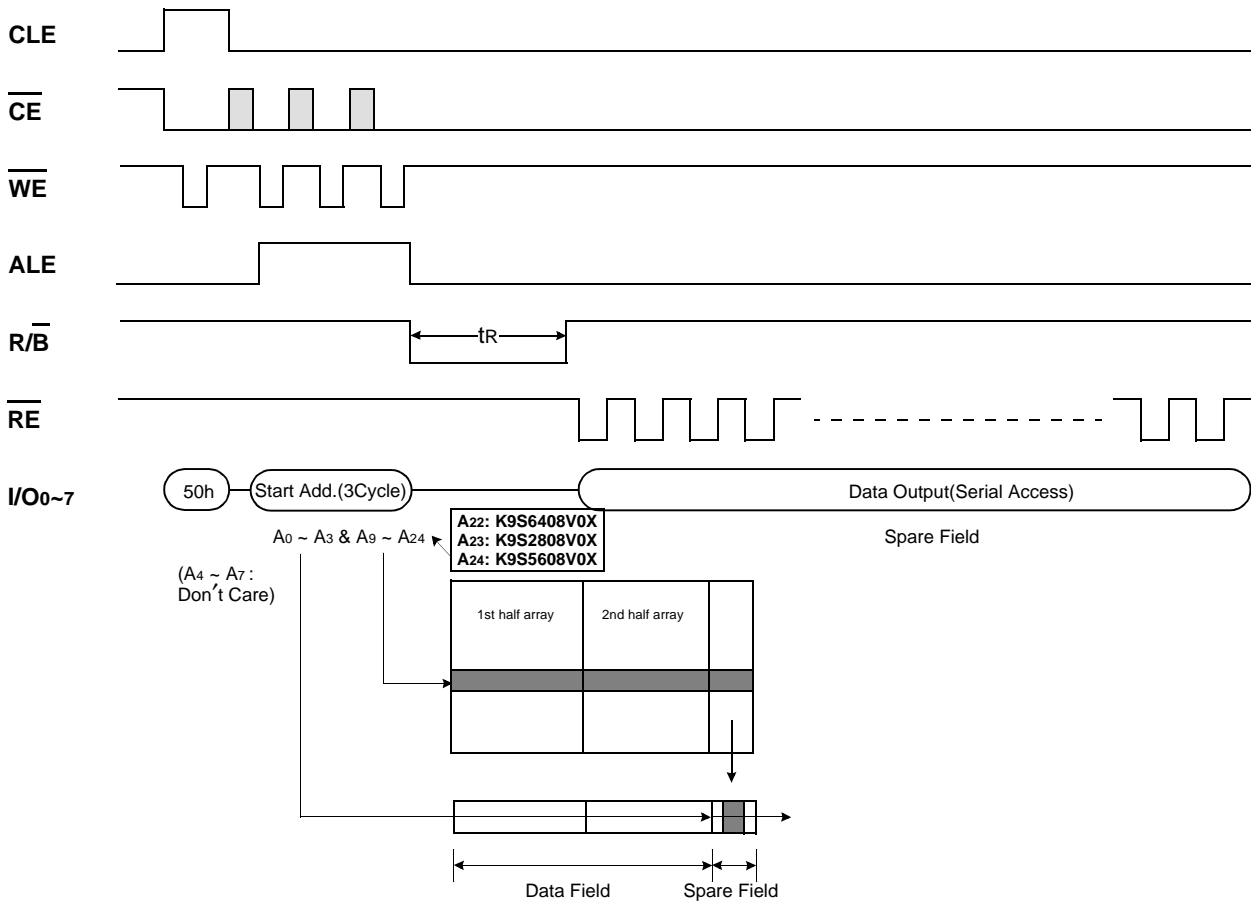 CLE
CE
WE
ALE
R/B
tR
RE
I/O0~7
50h
Start Add.(3Cycle)
Data Output(Serial Access)
A0 ~ A3 & A9 ~ A24
A22: K9S6408V0X
A23: K9S2808V0X
A24: K9S5608V0X
Spare Field
(A4 ~ A7 :
Don′t Care)
1st half array
2nd half array
Data Field
Spare Field